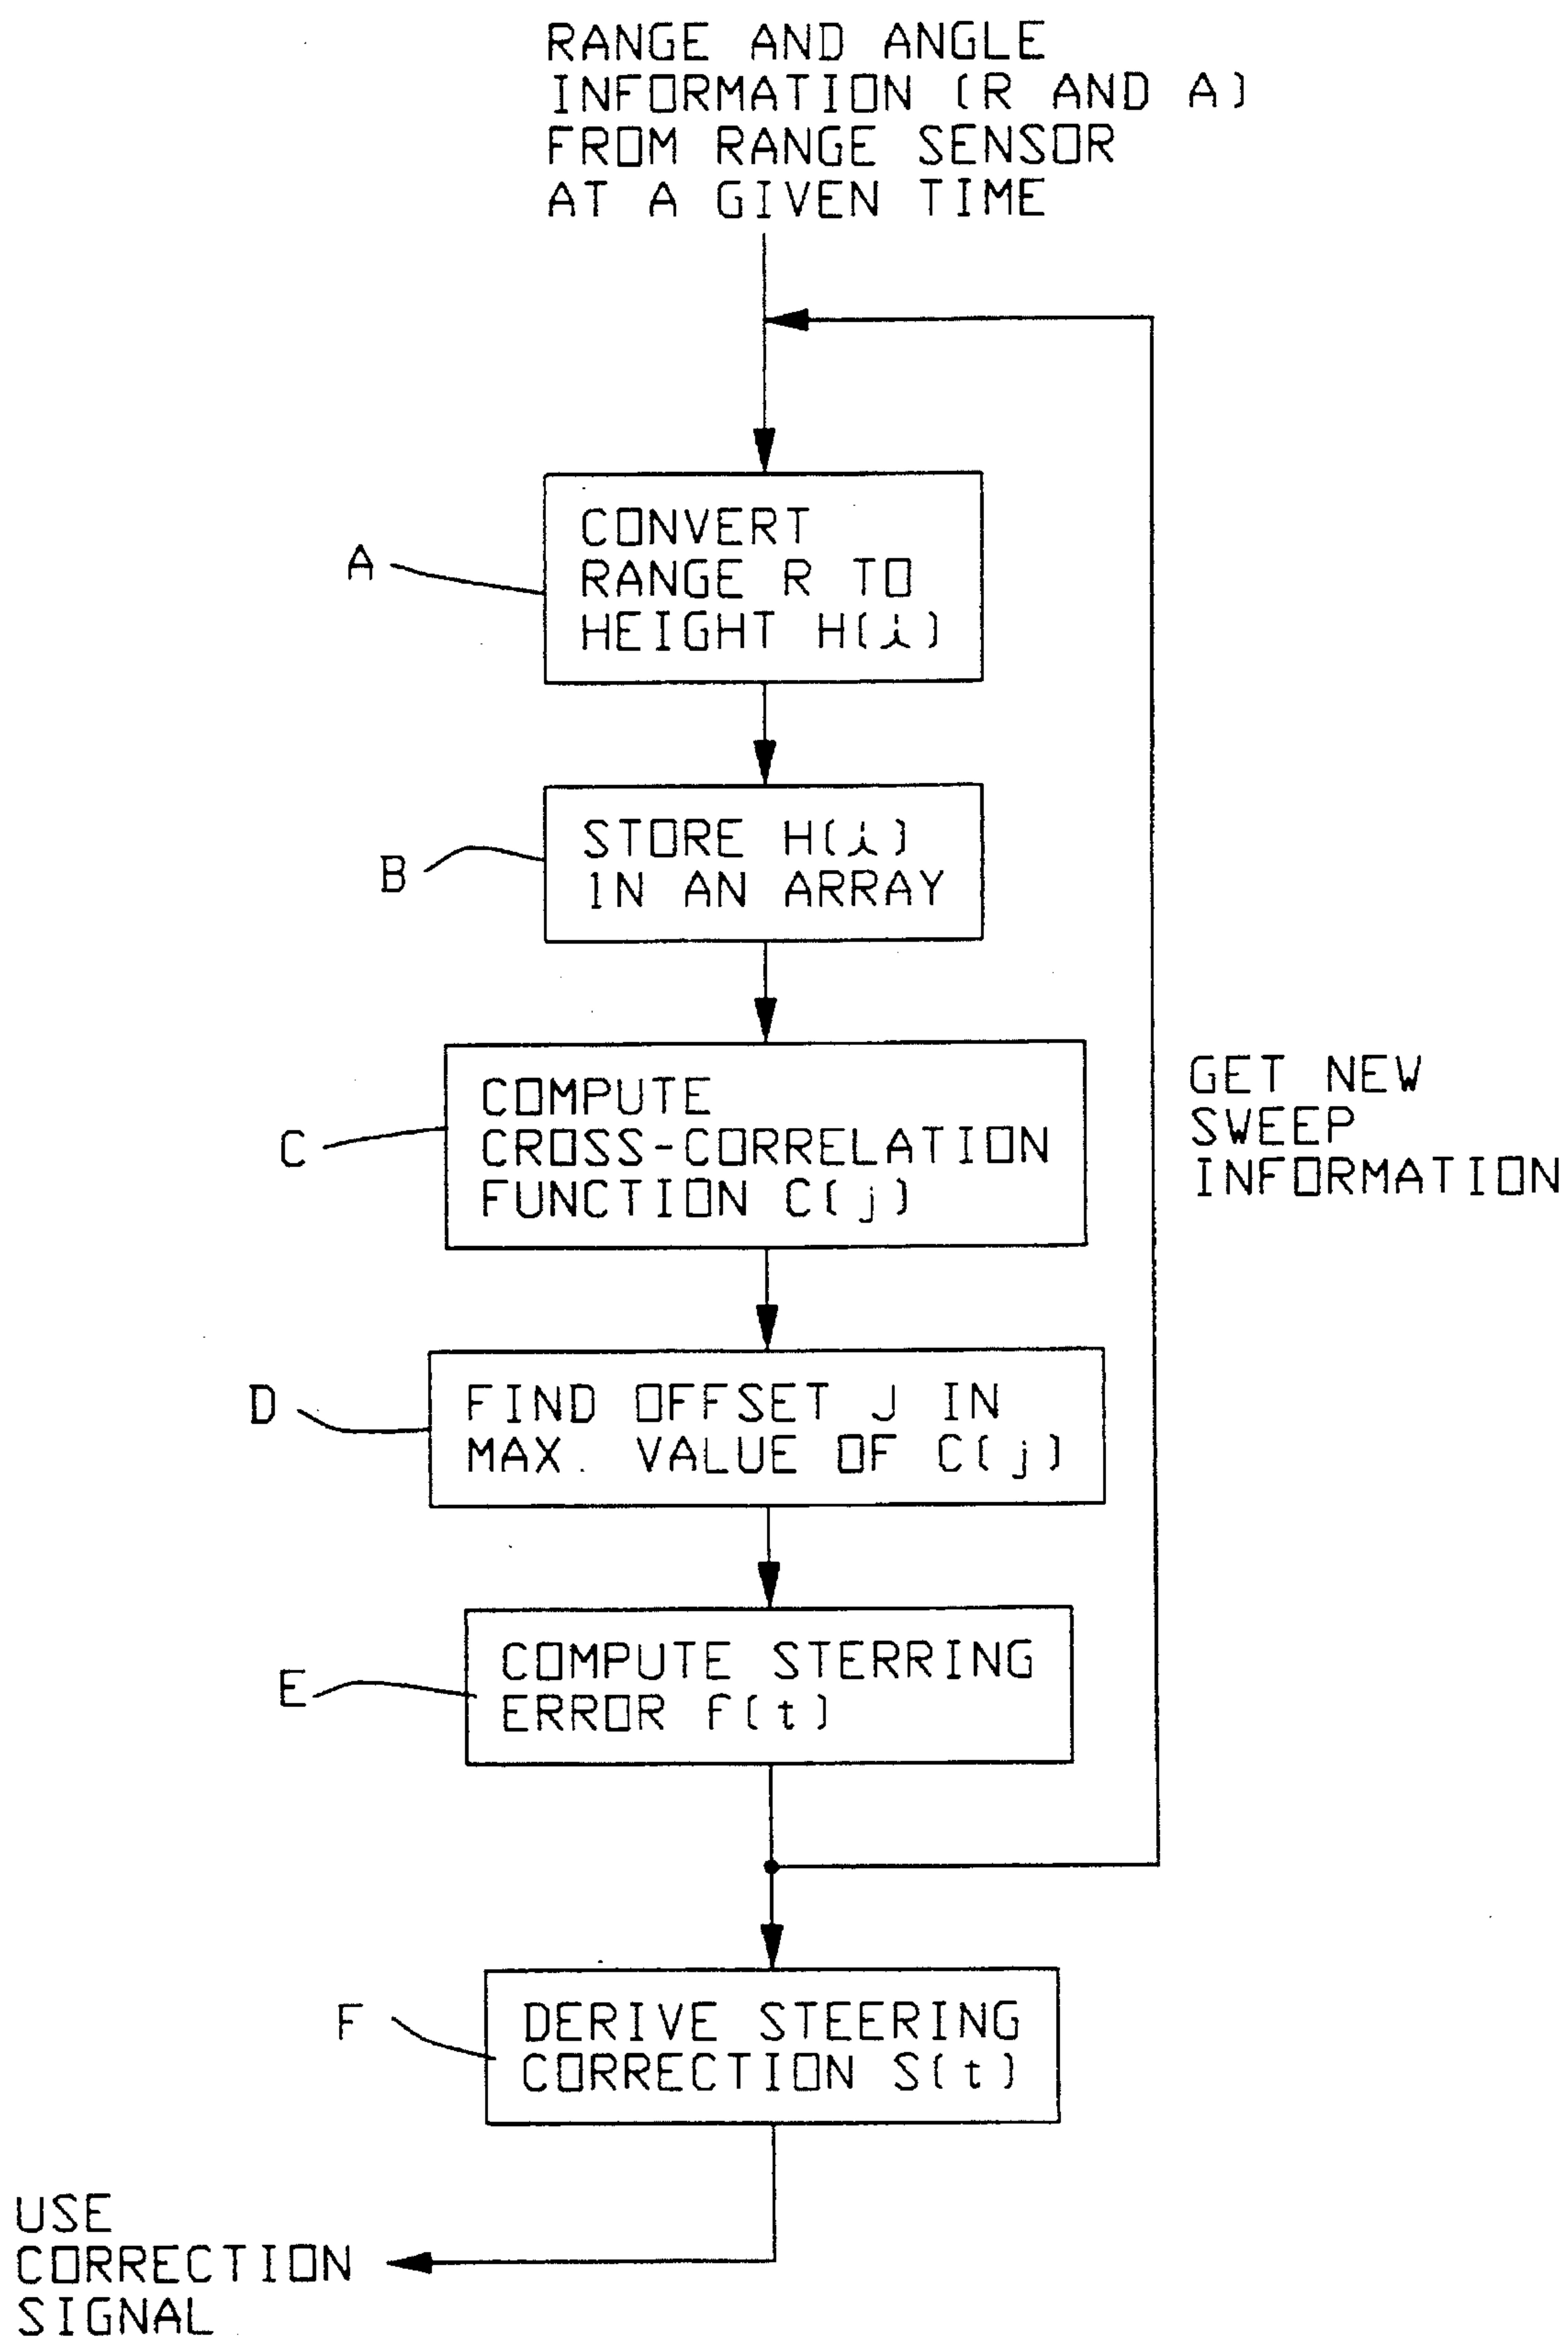 RANGE AND ANGLE
INFORMATION (R AND A)
FROM RANGE SENSOR
AT A GIVEN TIME
A
CONVERT
RANGE R TO
HEIGHT H(i)
B
STORE H(i)
IN AN ARRAY
C
COMPUTE
CROSS-CORRELATION
FUNCTION C(j)
GET NEW
SWEEP
INFORMATION
D
FIND OFFSET J IN
MAX. VALUE OF C(j)
E
COMPUTE STERRING
ERROR f(t)
F
DERIVE STEERING
CORRECTION S(t)
USE
CORRECTION
SIGNAL